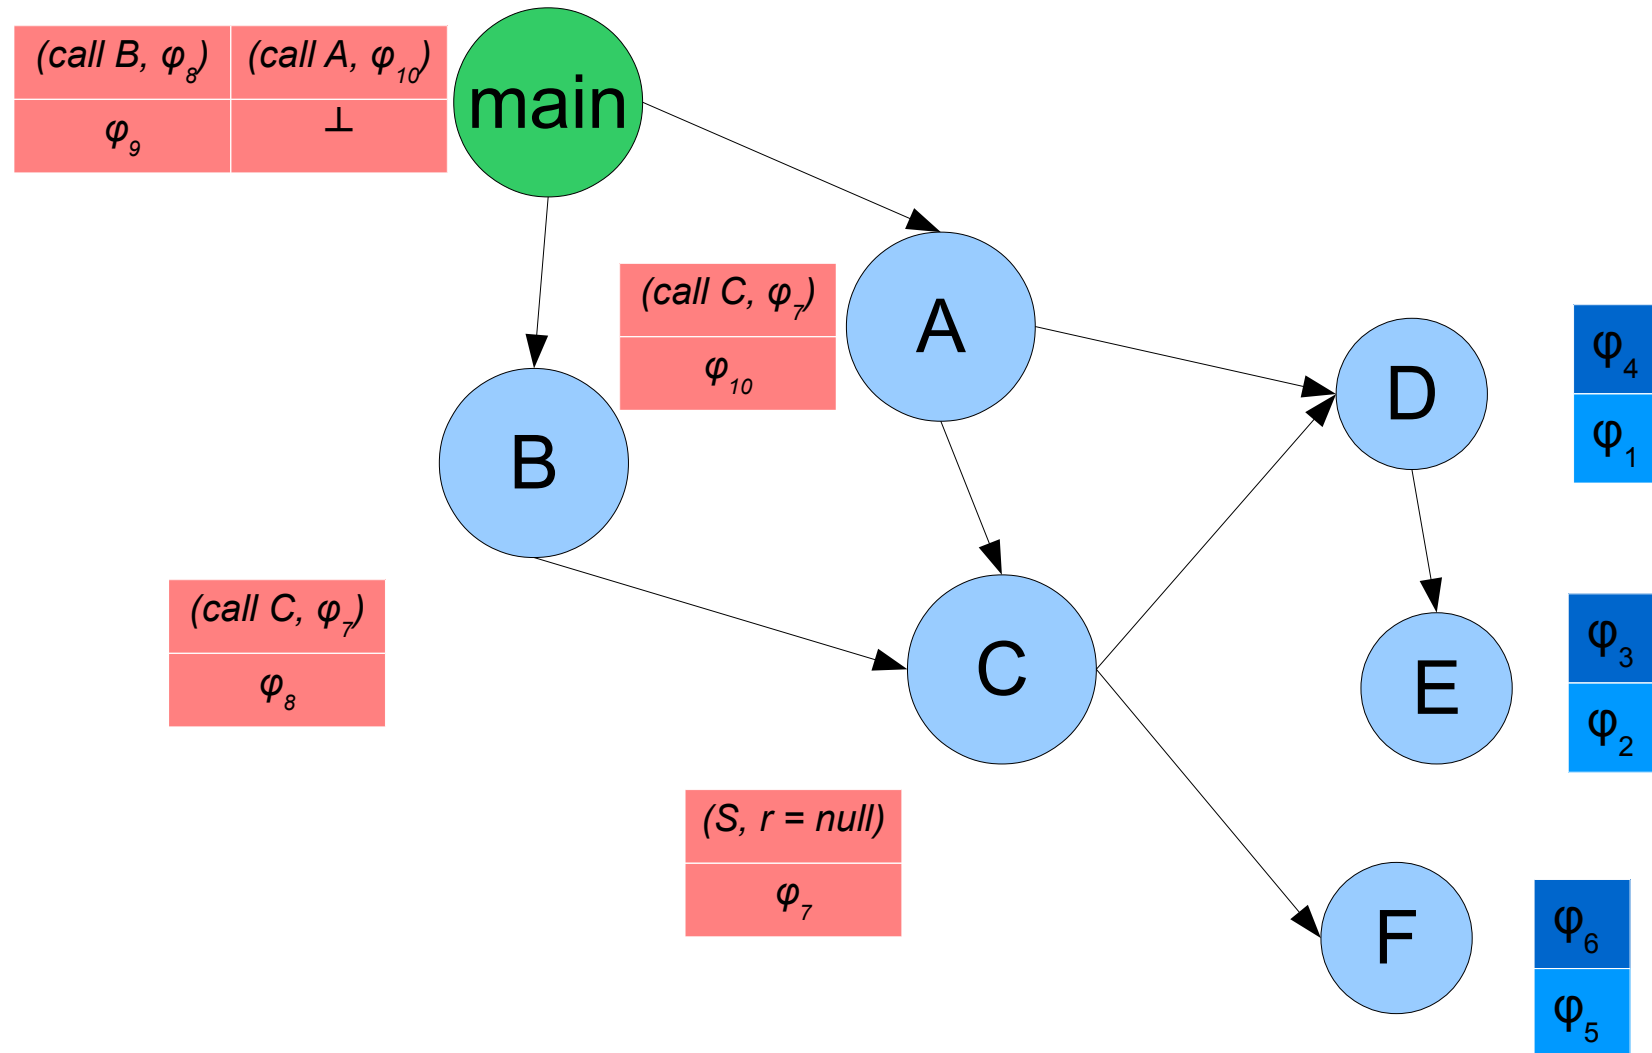 (call B, φ₈) (call A, φ₁₀)
φ₉ ⊥
main
(call C, φ₇)
φ₁₀
A
φ₄
φ₁
D
B
(call C, φ₇)
φ₈
C
φ₃
φ₂
E
(S, r = null)
φ₇
F
φ₆
φ₅